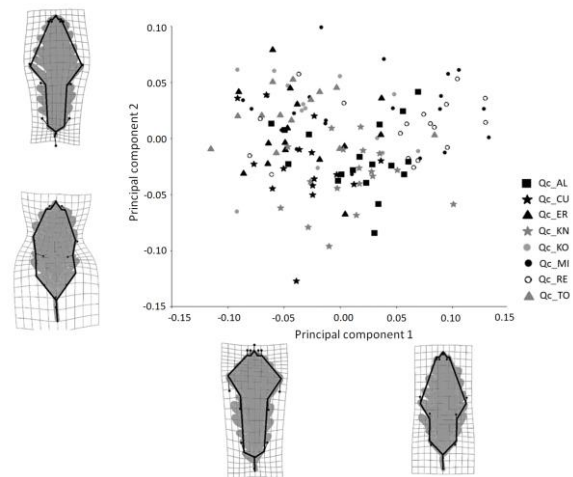 0.10
0.05
0.00
-0.05
-0.10
-0.15
Principal component 2
-0.15
-0.10
-0.05
0.00
0.05
0.10
0.15
Principal component 1
Qc_AL
Qc_CU
Qc_ER
Qc_KN
Qc_KO
Qc_MI
Qc_RE
Qc_TO